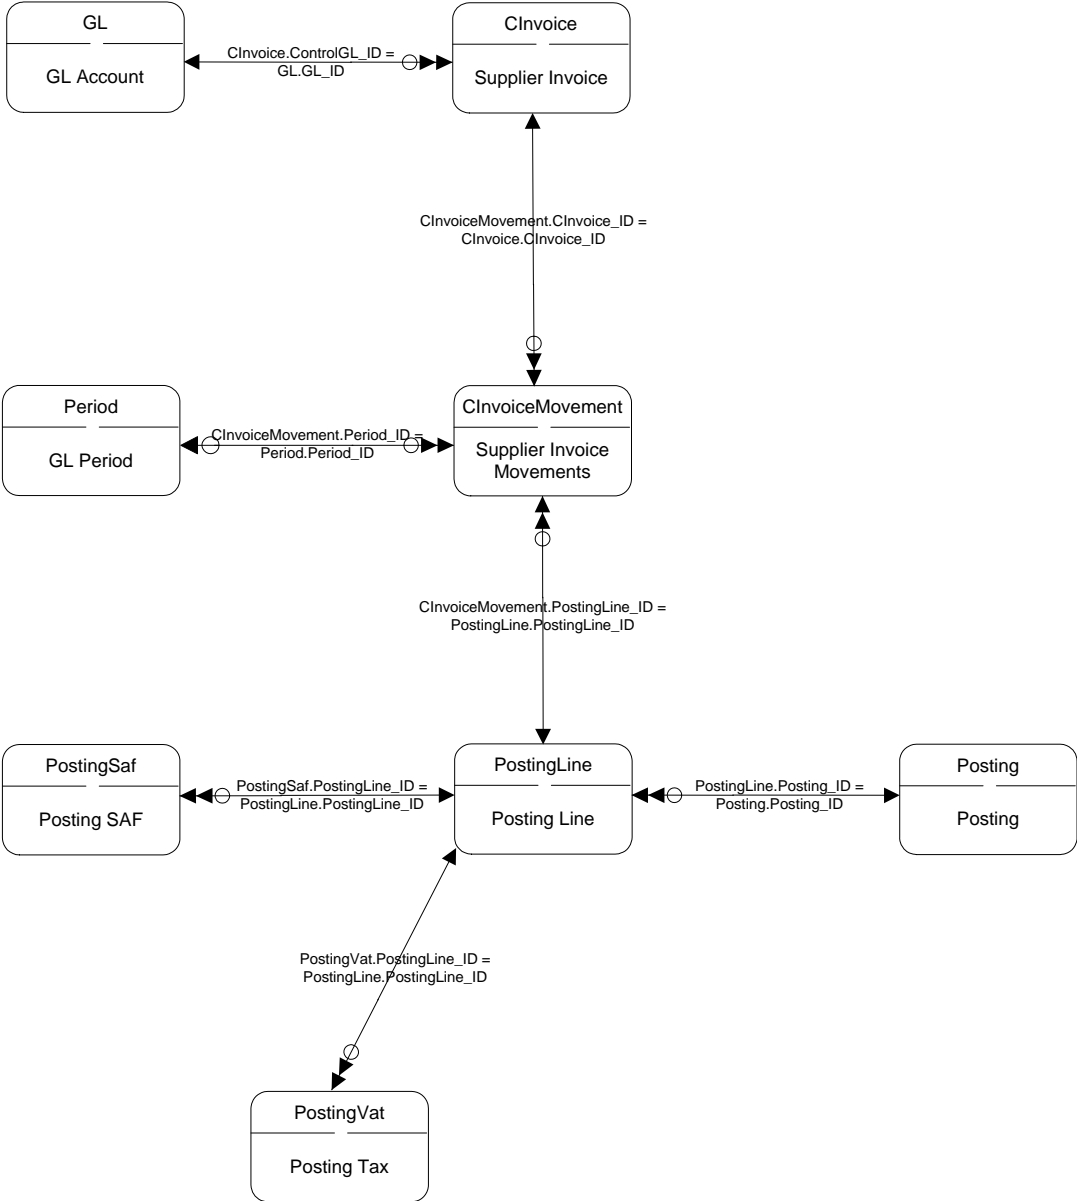 GL
GL Account
CInvoice.ControlGL_ID =
GL.GL_ID
CInvoice
Supplier Invoice
CInvoiceMovement.CInvoice_ID =
CInvoice.CInvoice_ID
Period
GL Period
CInvoiceMovement.Period_ID =
Period.Period_ID
CInvoiceMovement
Supplier Invoice
Movements
CInvoiceMovement.PostingLine_ID =
PostingLine.PostingLine_ID
PostingSaf
Posting SAF
PostingSaf.PostingLine_ID =
PostingLine.PostingLine_ID
PostingLine
Posting Line
PostingLine.Posting_ID =
Posting.Posting_ID
Posting
Posting
PostingVat.PostingLine_ID =
PostingLine.PostingLine_ID
PostingVat
Posting Tax